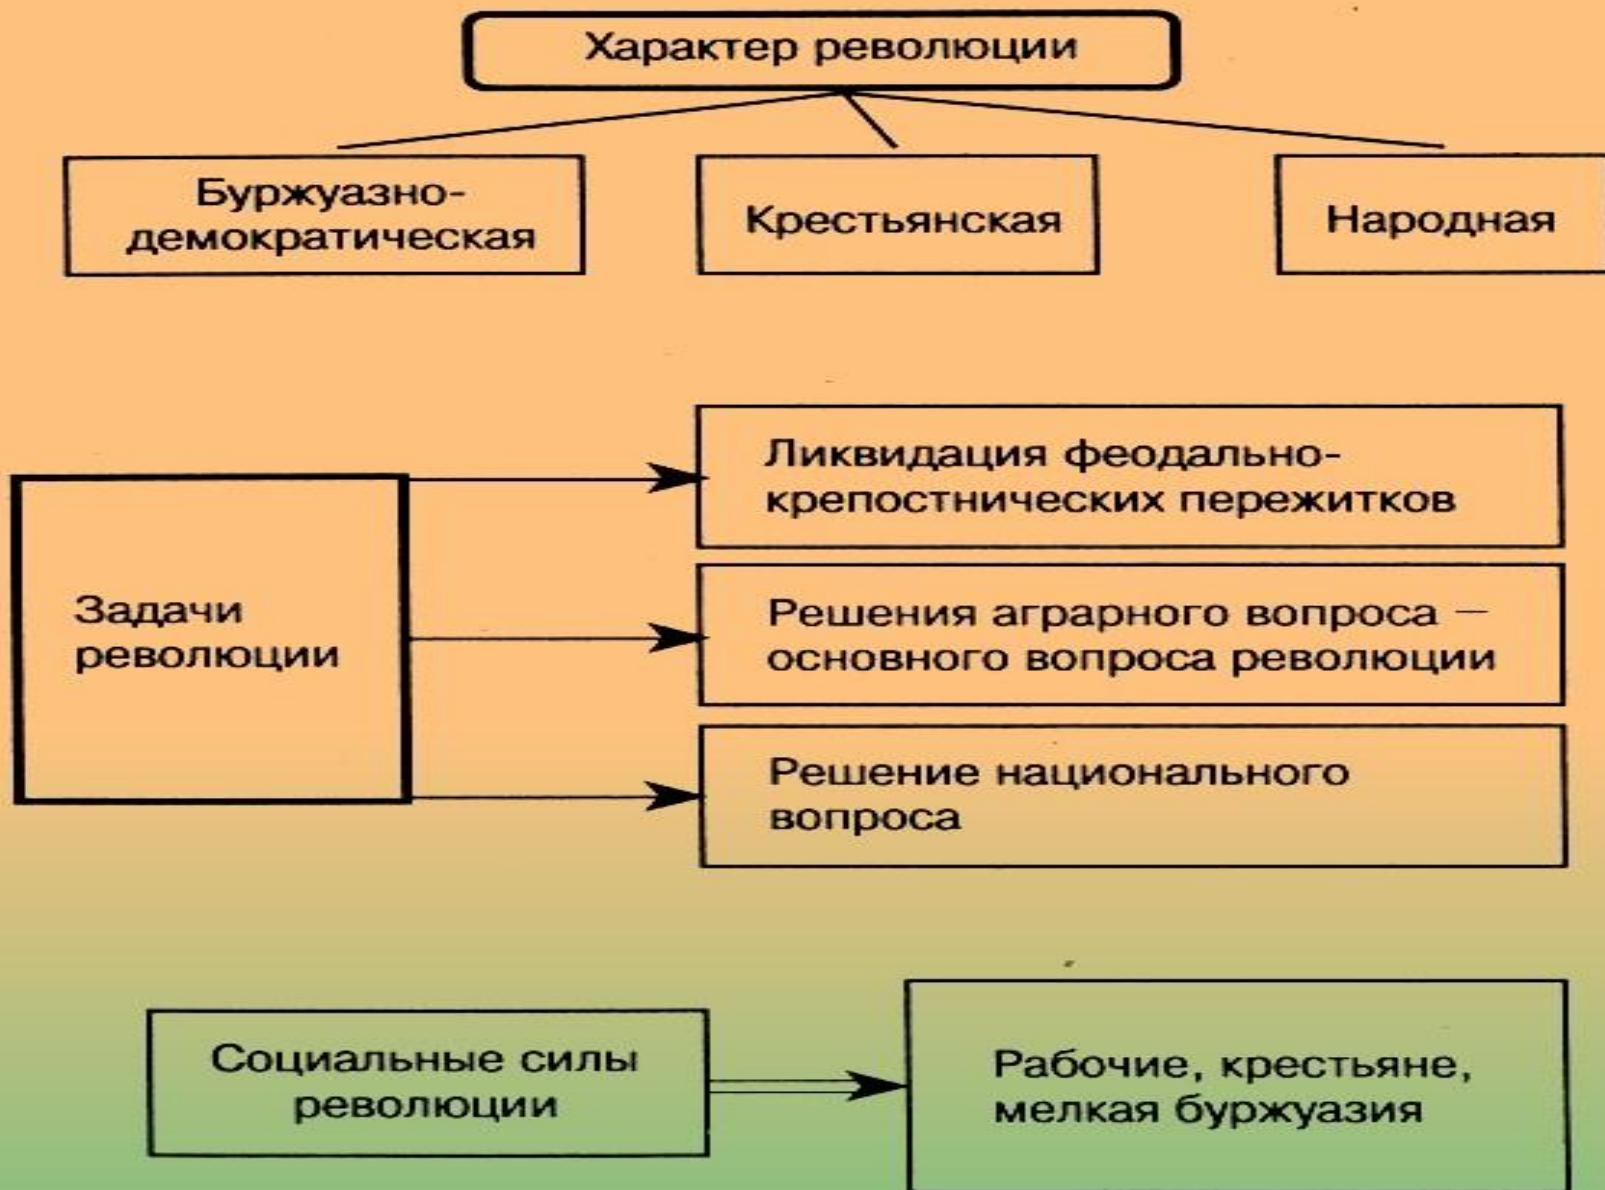 Характер революции
Буржуазно-
демократическая
Крестьянская
Народная
Задачи
революции
Ликвидация феодально-
крепостнических пережитков
Решения аграрного вопроса –
основного вопроса революции
Решение национального
вопроса
Социальные силы
революции
Рабочие, крестьяне,
мелкая буржуазия